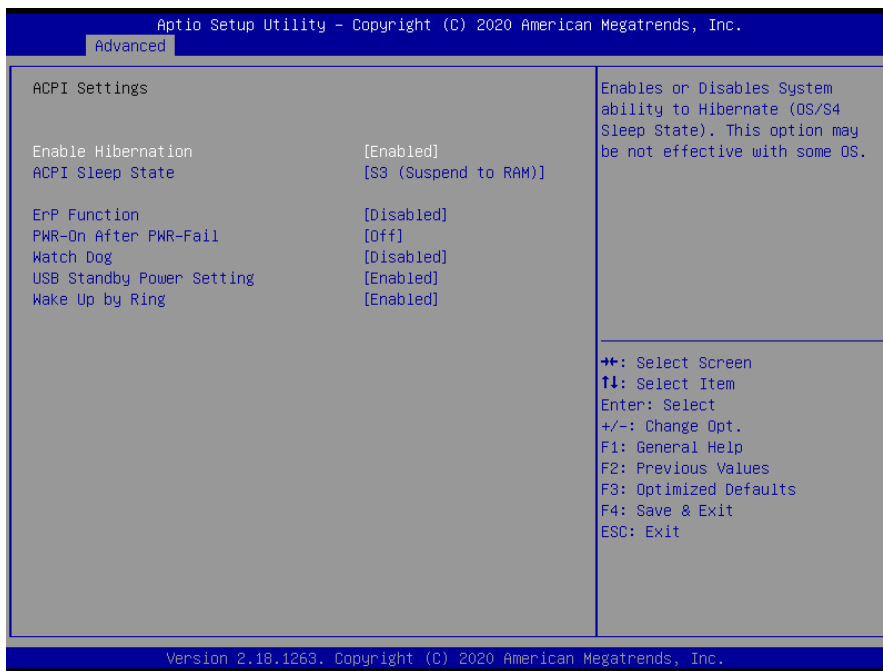 Aptio Setup Utility – Copyright (C) 2020 American Megatrends, Inc.
Advanced
ACPI Settings
Enable Hibernation [Enabled]
ACPI Sleep State [S3 (Suspend to RAM)]
ErP Function [Disabled]
PWR-On After PWR-Fail [Off]
Watch Dog [Disabled]
USB Standby Power Setting [Enabled]
Wake Up by Ring [Enabled]
Enables or Disables System
ability to Hibernate (OS/S4
Sleep State). This option may
be not effective with some OS.
→←: Select Screen
↑↓: Select Item
Enter: Select
+/-: Change Opt.
F1: General Help
F2: Previous Values
F3: Optimized Defaults
F4: Save & Exit
ESC: Exit
Version 2.18.1263. Copyright (C) 2020 American Megatrends, Inc.